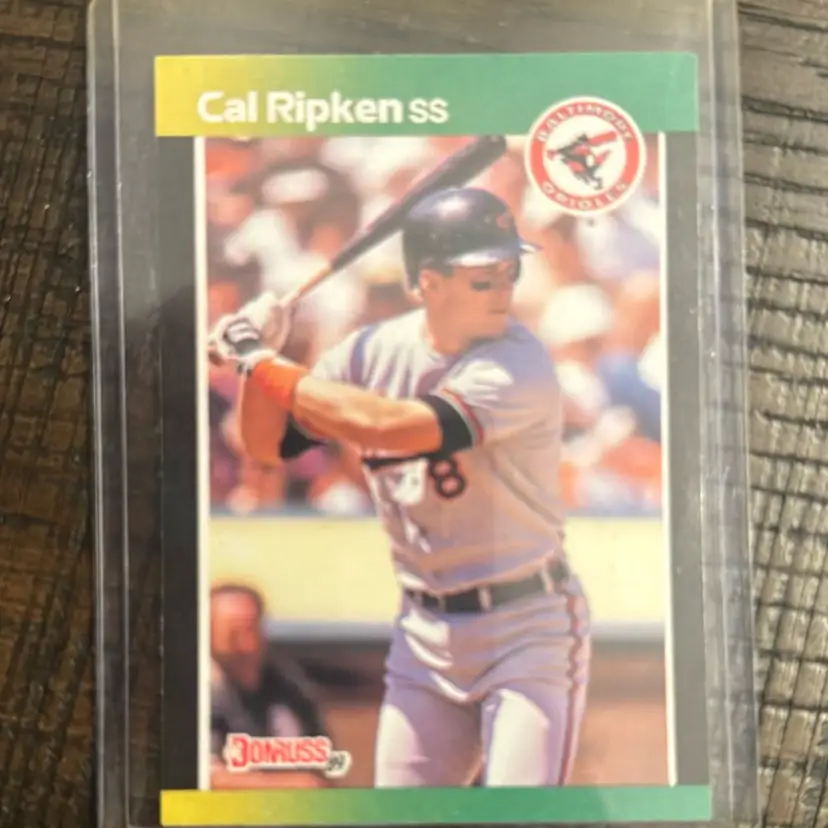 Cal Ripken SS
BALTIMORE
ORIOLES
8
DONRUSS '89